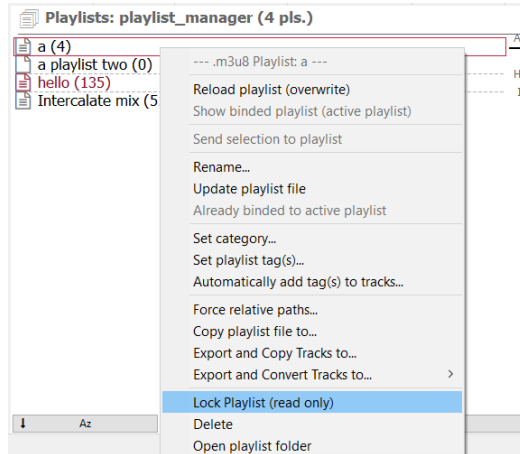 Playlists: playlist_manager (4 pls.)
a (4)
a playlist two (0)
hello (135)
Intercalate mix (5
--- .m3u8 Playlist: a ---
Reload playlist (overwrite)
Show binded playlist (active playlist)
Send selection to playlist
Rename...
Update playlist file
Already binded to active playlist
Set category...
Set playlist tag(s)...
Automatically add tag(s) to tracks...
Force relative paths...
Copy playlist file to...
Export and Copy Tracks to...
Export and Convert Tracks to...
Lock Playlist (read only)
Delete
Open playlist folder
A
H
I
Az